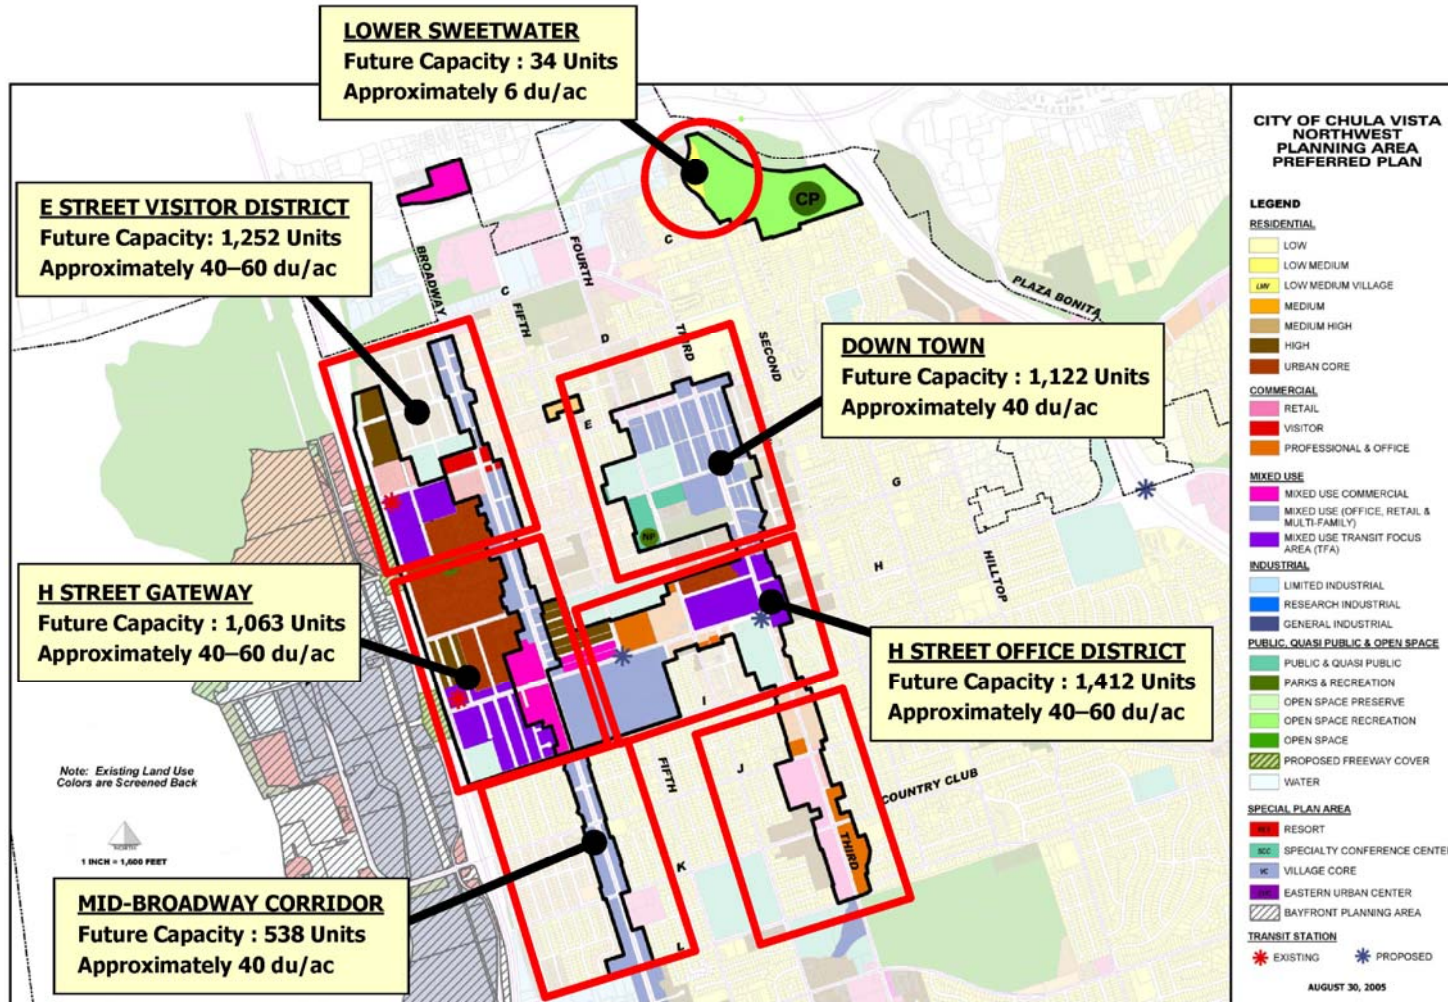 LOWER SWEETWATER
Future Capacity : 34 Units
Approximately 6 du/ac
E STREET VISITOR DISTRICT
Future Capacity: 1,252 Units
Approximately 40–60 du/ac
DOWN TOWN
Future Capacity : 1,122 Units
Approximately 40 du/ac
H STREET GATEWAY
Future Capacity : 1,063 Units
Approximately 40–60 du/ac
H STREET OFFICE DISTRICT
Future Capacity : 1,412 Units
Approximately 40–60 du/ac
MID-BROADWAY CORRIDOR
Future Capacity : 538 Units
Approximately 40 du/ac
CP
NP
BROADWAY
FOURTH
FIFTH
THIRD
SECOND
PLAZA BONITA
HILLTOP
COUNTRY CLUB
FIFTH
THIRD
C
C
D
E
G
H
I
J
K
L
Note: Existing Land Use
Colors are Screened Back
NORTH
1 INCH = 1,600 FEET
CITY OF CHULA VISTA
NORTHWEST
PLANNING AREA
PREFERRED PLAN
LEGEND
RESIDENTIAL
LOW
LOW MEDIUM
LMV LOW MEDIUM VILLAGE
MEDIUM
MEDIUM HIGH
HIGH
URBAN CORE
COMMERCIAL
RETAIL
VISITOR
PROFESSIONAL & OFFICE
MIXED USE
MIXED USE COMMERCIAL
MIXED USE (OFFICE, RETAIL &
MULTI-FAMILY)
MIXED USE TRANSIT FOCUS
AREA (TFA)
INDUSTRIAL
LIMITED INDUSTRIAL
RESEARCH INDUSTRIAL
GENERAL INDUSTRIAL
PUBLIC, QUASI PUBLIC & OPEN SPACE
PUBLIC & QUASI PUBLIC
PARKS & RECREATION
OPEN SPACE PRESERVE
OPEN SPACE RECREATION
OPEN SPACE
PROPOSED FREEWAY COVER
WATER
SPECIAL PLAN AREA
RESORT
SCC SPECIALTY CONFERENCE CENTER
VC VILLAGE CORE
EASTERN URBAN CENTER
BAYFRONT PLANNING AREA
TRANSIT STATION
EXISTING PROPOSED
AUGUST 30, 2005